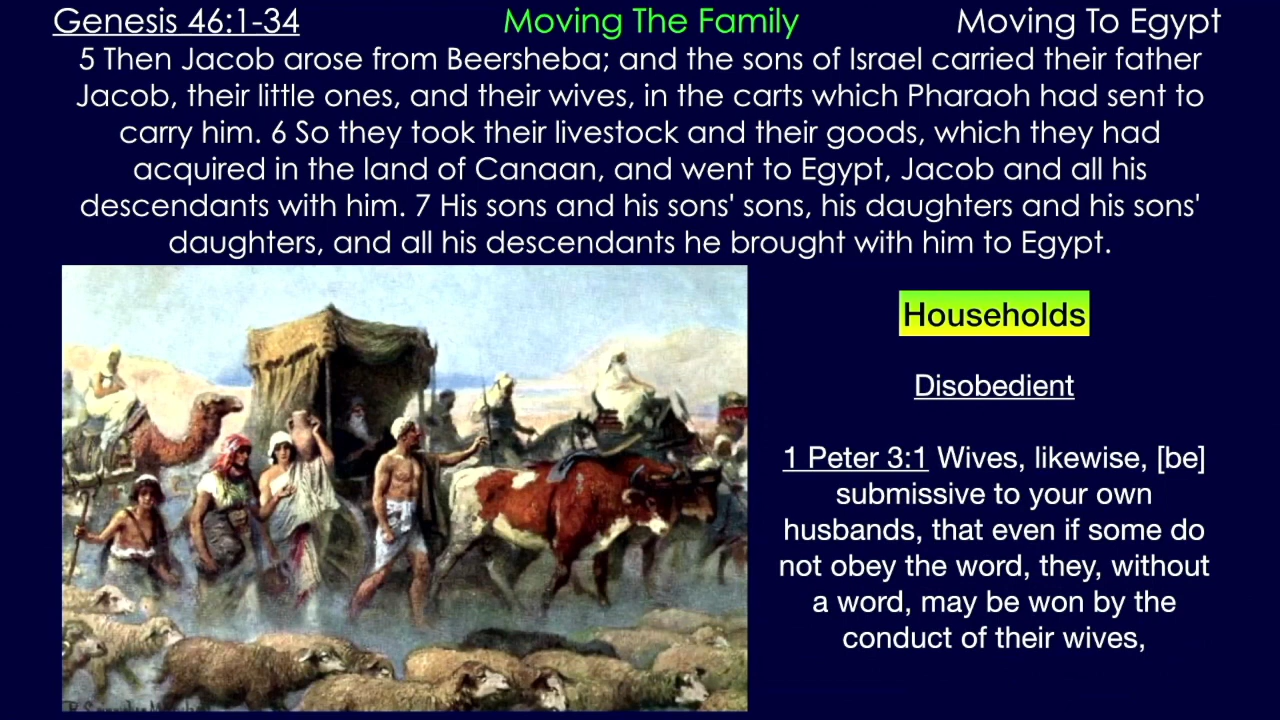 Genesis 46:1-34 Moving The Family Moving To Egypt
5 Then Jacob arose from Beersheba; and the sons of Israel carried their father
Jacob, their little ones, and their wives, in the carts which Pharaoh had sent to
carry him. 6 So they took their livestock and their goods, which they had
acquired in the land of Canaan, and went to Egypt, Jacob and all his
descendants with him. 7 His sons and his sons' sons, his daughters and his sons'
daughters, and all his descendants he brought with him to Egypt.
Households
Disobedient
1 Peter 3:1 Wives, likewise, [be]
submissive to your own
husbands, that even if some do
not obey the word, they, without
a word, may be won by the
conduct of their wives,